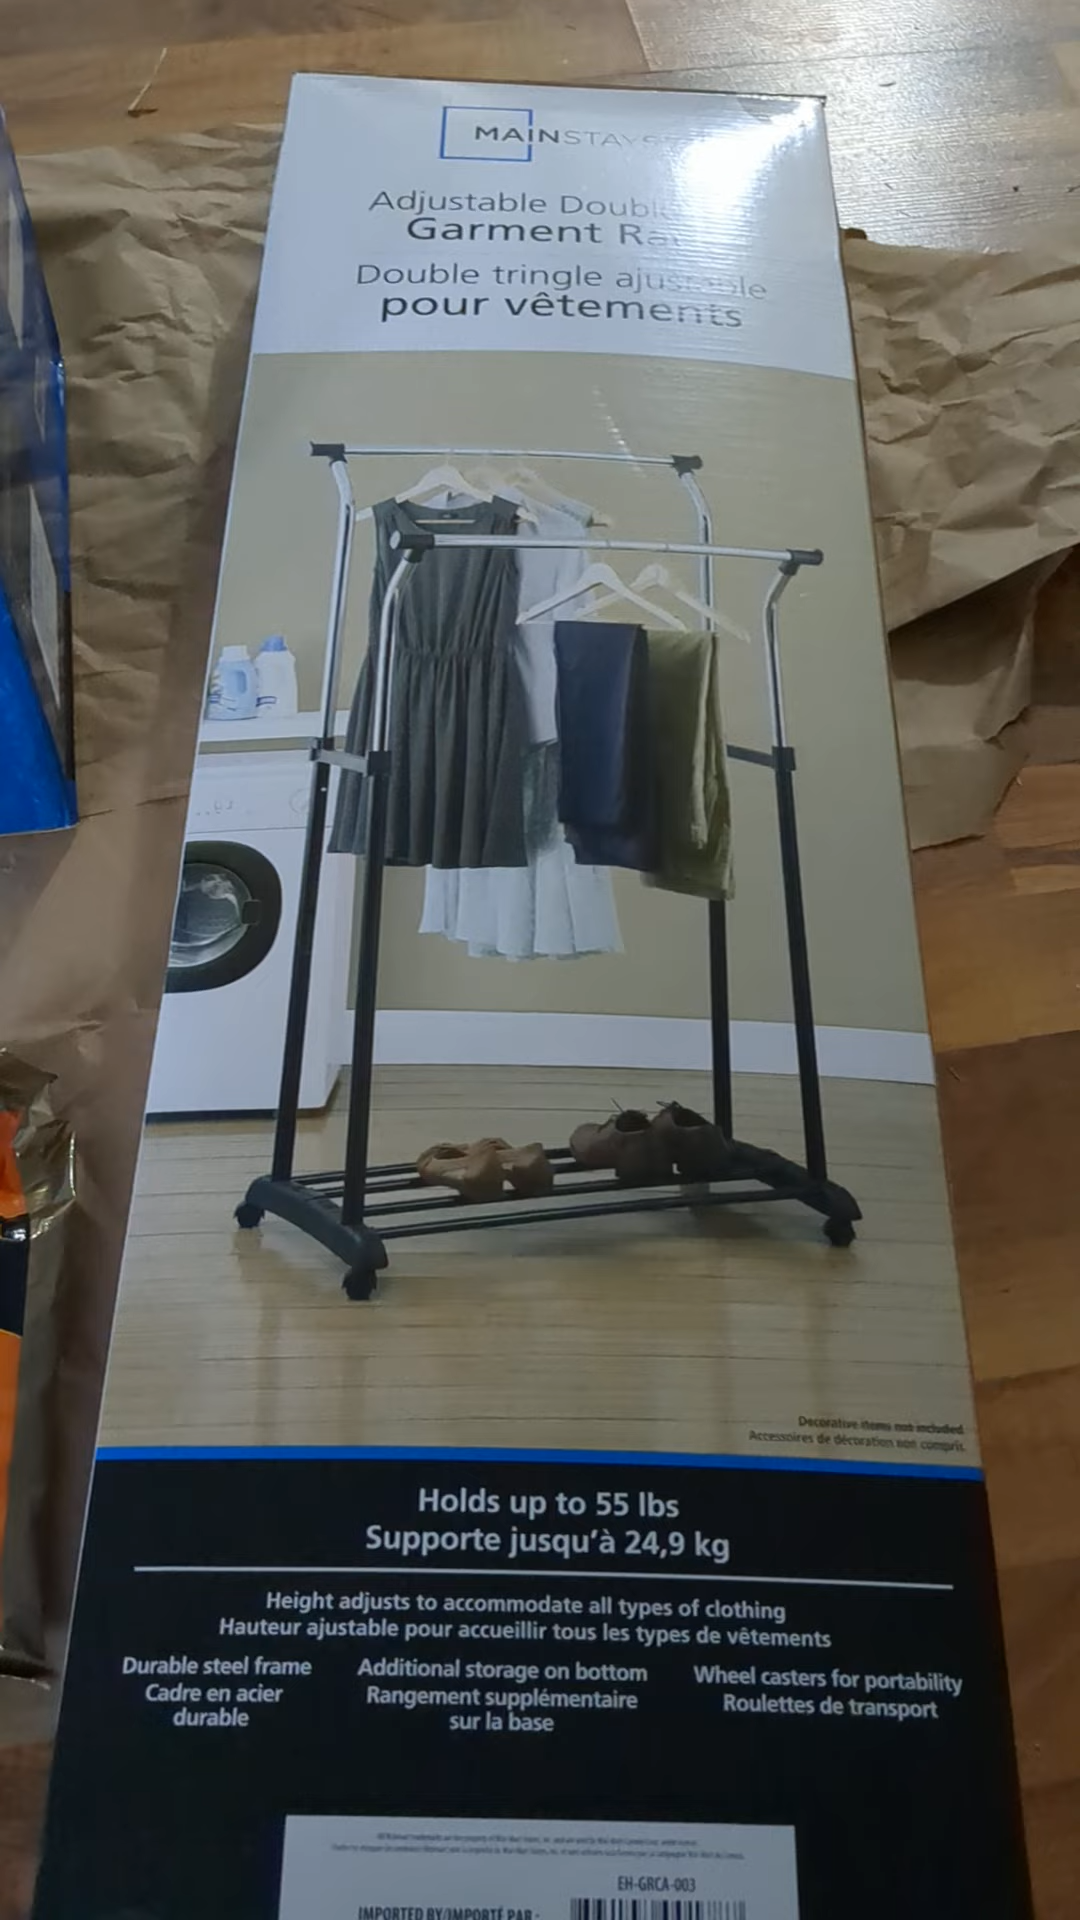 MAINSTAYS
Adjustable Double
Garment
Double tringle ajustable
pour vêtements
Decorative items not included.
Accessoires de décoration non compris.
Holds up to 55 lbs
Supporte jusqu'à 24,9 kg
Height adjusts to accommodate all types of clothing
Hauteur ajustable pour accueillir tous les types de vêtements
Durable steel frame
Cadre en acier
durable
Additional storage on bottom
Rangement supplémentaire
sur la base
Wheel casters for portability
Roulettes de transport
EH-GRCA-003
IMPORTED BY/IMPORTÉ PAR -